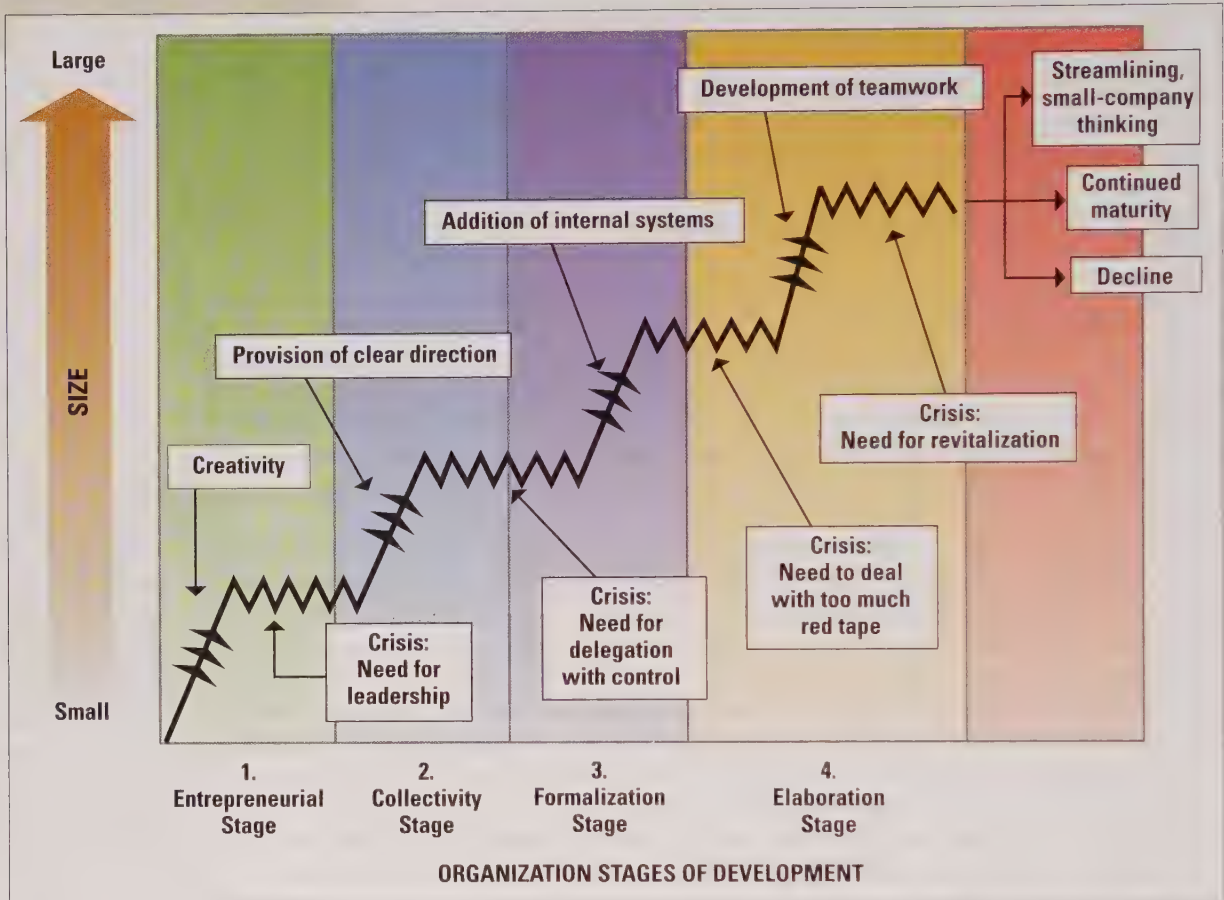 Large
SIZE
Small
Creativity
Crisis:
Need for
leadership
Provision of clear direction
Crisis:
Need for
delegation
with control
Addition of internal systems
Crisis:
Need to deal
with too much
red tape
Development of teamwork
Crisis:
Need for revitalization
Streamlining,
small-company
thinking
Continued
maturity
Decline
1.
Entrepreneurial
Stage
2.
Collectivity
Stage
3.
Formalization
Stage
4.
Elaboration
Stage
ORGANIZATION STAGES OF DEVELOPMENT